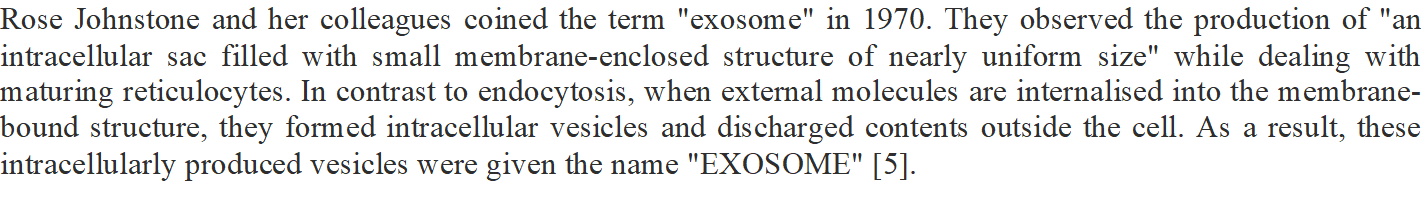 Rose Johnstone and her colleagues coined the term "exosome" in 1970. They observed the production of "an
intracellular sac filled with small membrane-enclosed structure of nearly uniform size" while dealing with
maturing reticulocytes. In contrast to endocytosis, when external molecules are internalised into the membrane-
bound structure, they formed intracellular vesicles and discharged contents outside the cell. As a result, these
intracellularly produced vesicles were given the name "EXOSOME" [5].